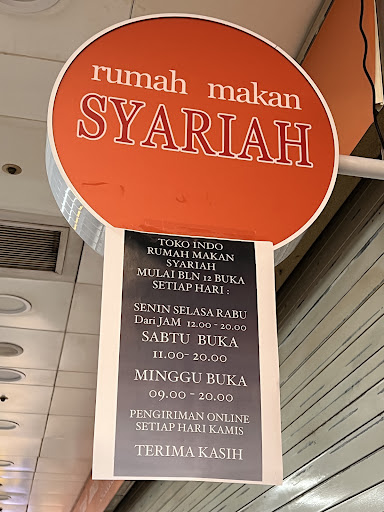 rumah makan
SYARIAH
TOKO INDO
RUMAH MAKAN
SYARIAH
MULAI BLN 12 BUKA
SETIAP HARI :
SENIN SELASA RABU
Dari JAM 12.00 - 20.00
SABTU BUKA
11.00- 20.00
MINGGU BUKA
09.00 - 20.00
PENGIRIMAN ONLINE
SETIAP HARI KAMIS
TERIMA KASIH